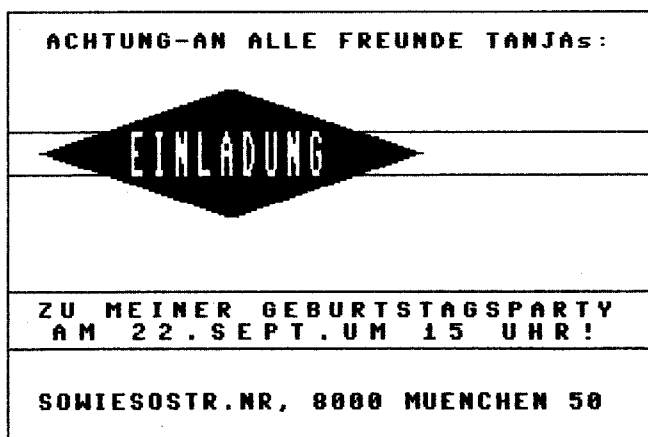 ACHTUNG-AN ALLE FREUNDE TANJAs:
EINLADUNG
ZU MEINER GEBURTSTAGSPARTY
AM 22.SEPT.UM 15 UHR!
SOWIESOSTR.NR, 8000 MUENCHEN 50